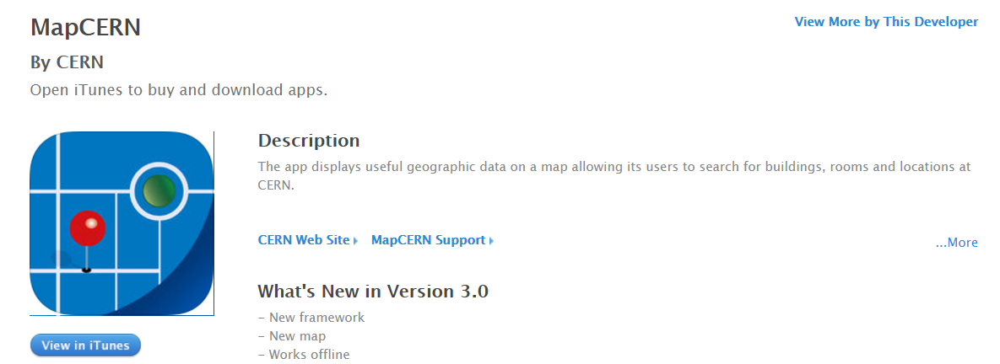 MapCERN
View More by This Developer
By CERN
Open iTunes to buy and download apps.
Description
The app displays useful geographic data on a map allowing its users to search for buildings, rooms and locations at
CERN.
CERN Web Site
MapCERN Support
...More
What's New in Version 3.0
– New framework
– New map
– Works offline
View in iTunes